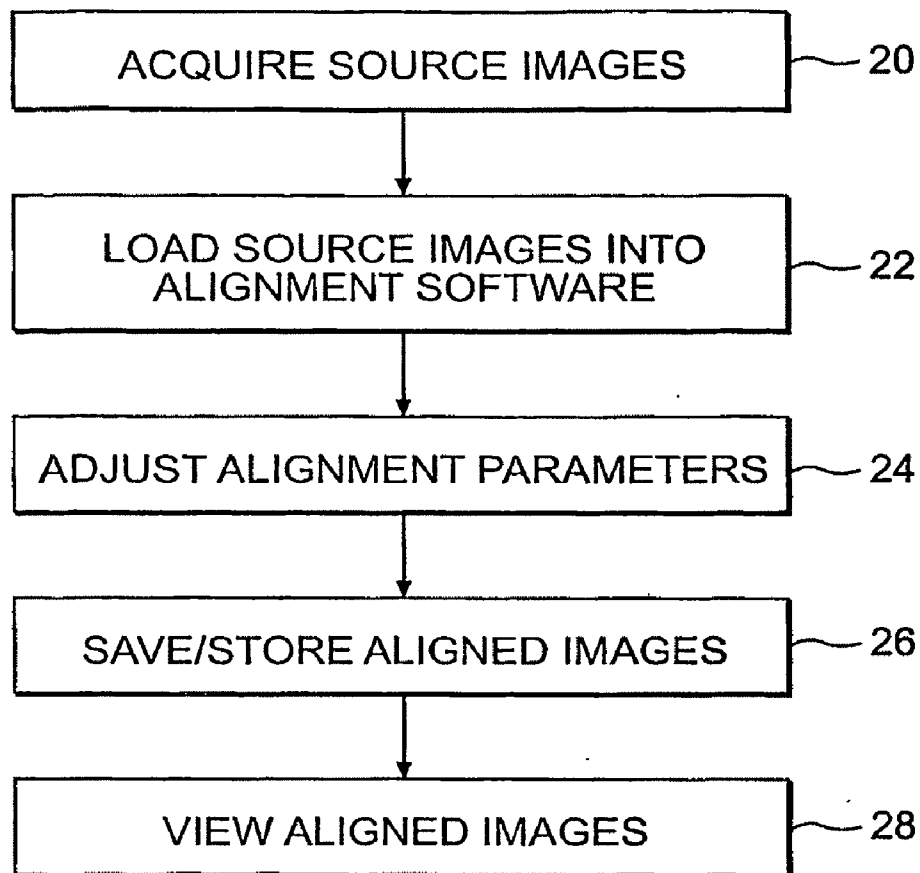 ACQUIRE SOURCE IMAGES 20
LOAD SOURCE IMAGES INTO
ALIGNMENT SOFTWARE 22
ADJUST ALIGNMENT PARAMETERS 24
SAVE/STORE ALIGNED IMAGES 26
VIEW ALIGNED IMAGES 28